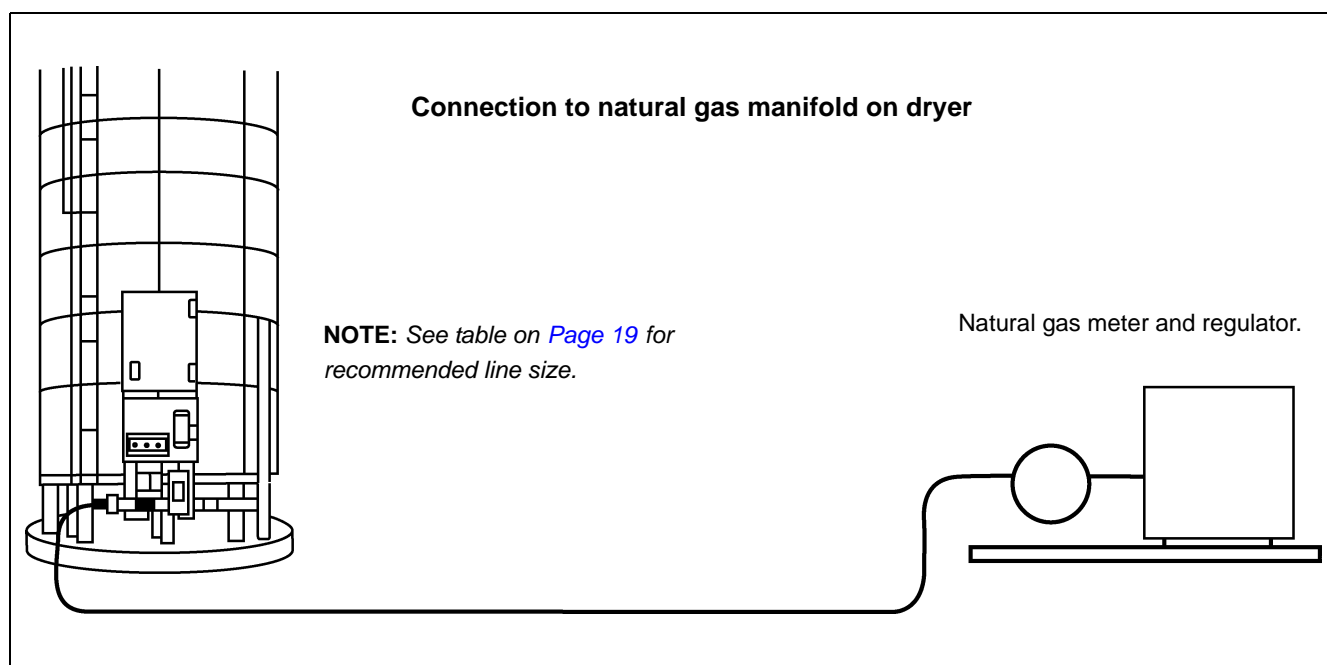 Connection to natural gas manifold on dryer
NOTE: See table on Page 19 for
recommended line size.
Natural gas meter and regulator.